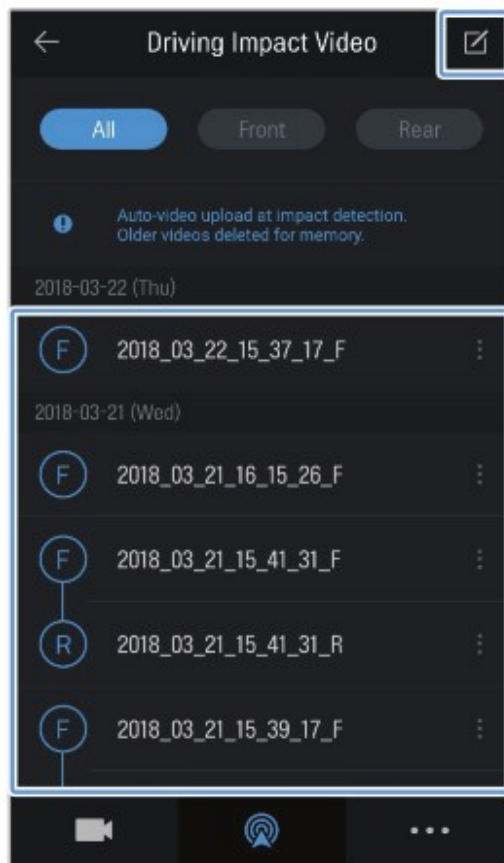 Driving Impact Video
All Front Rear
Auto-video upload at impact detection.
Older videos deleted for memory.
2018-03-22 (Thu)
F 2018_03_22_15_37_17_F
2018-03-21 (Wed)
F 2018_03_21_16_15_26_F
F 2018_03_21_15_41_31_F
R 2018_03_21_15_41_31_R
F 2018_03_21_15_39_17_F